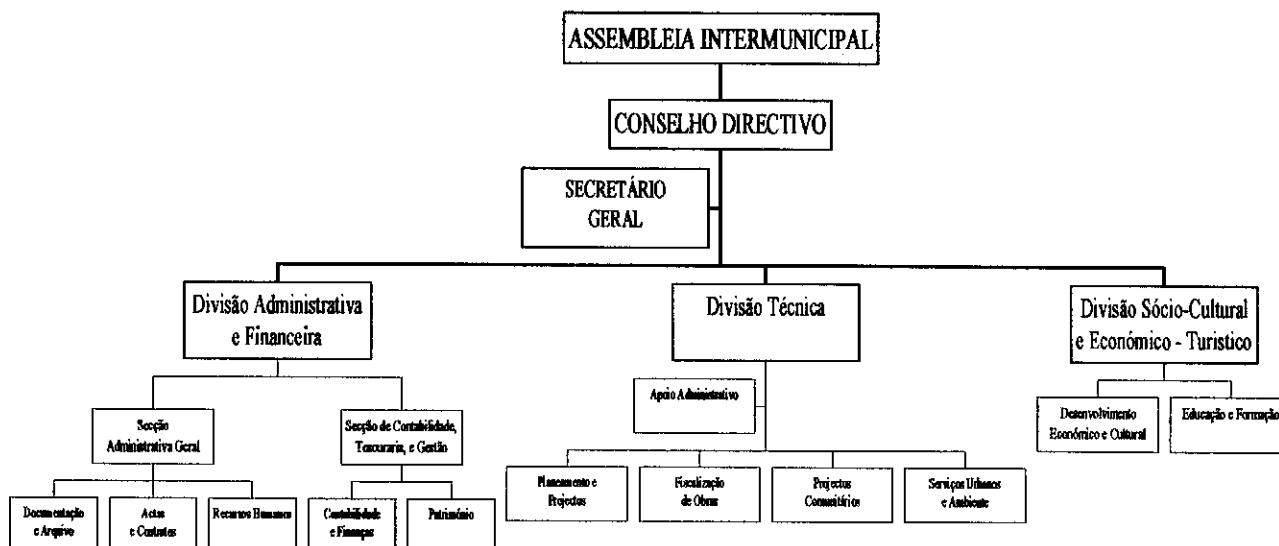 ASSEMBLEIA INTERMUNICIPAL
CONSELHO DIRECTIVO
SECRETÁRIO
GERAL
Divisão Administrativa
e Financeira
Divisão Técnica
Divisão Sócio-Cultural
e Económico - Turistico
Apoio Administrativo
Secção
Administrativa Geral
Secção de Contabilidade,
Tesouraria, e Gestão
Desenvolvimento
Económico e Cultural
Educação e Formação
Documentação
e Arquivo
Actas
e Contratos
Recursos Humanos
Contabilidade
e Finanças
Património
Planeamento e
Projectos
Fiscalização
de Obras
Projectos
Comunitários
Serviços Urbanos
e Ambiente